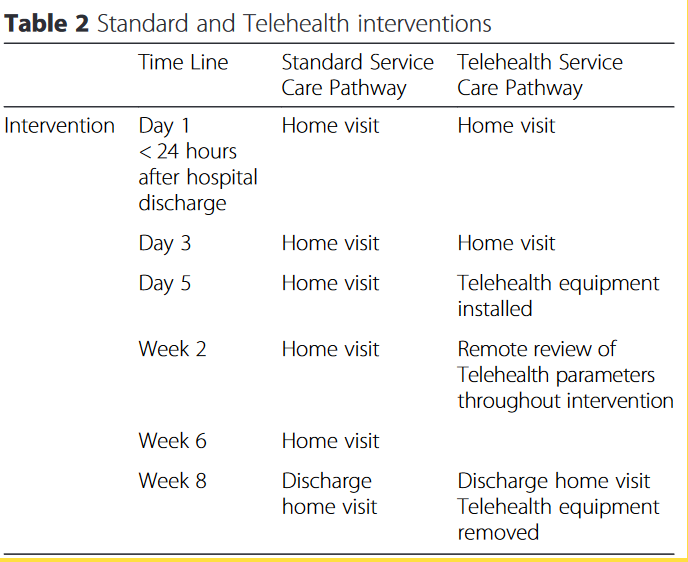 Table 2 Standard and Telehealth interventions
Time Line Standard Service Telehealth Service
Care Pathway Care Pathway
Intervention Day 1 Home visit Home visit
< 24 hours
after hospital
discharge
Day 3 Home visit Home visit
Day 5 Home visit Telehealth equipment
installed
Week 2 Home visit Remote review of
Telehealth parameters
throughout intervention
Week 6 Home visit
Week 8 Discharge Discharge home visit
home visit Telehealth equipment
removed